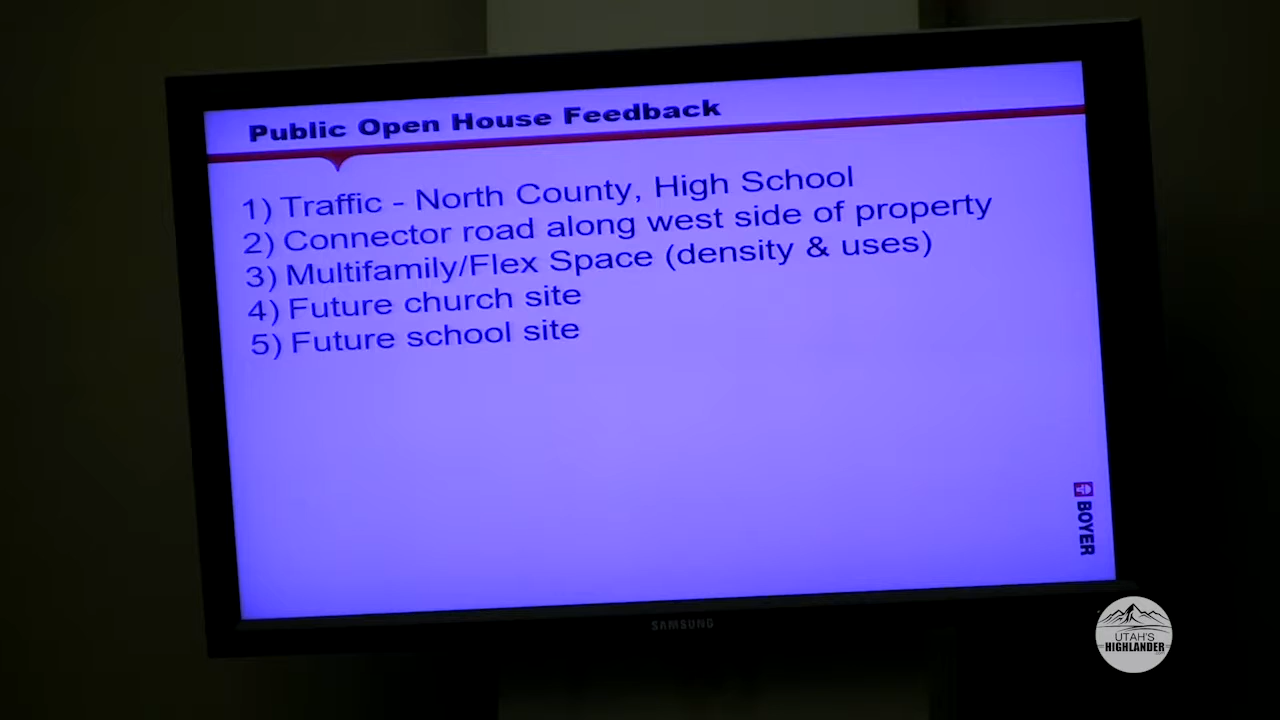 Public Open House Feedback
1) Traffic - North County, High School
2) Connector road along west side of property
3) Multifamily/Flex Space (density & uses)
4) Future church site
5) Future school site
BOYER
SAMSUNG
UTAH'S
HIGHLANDER